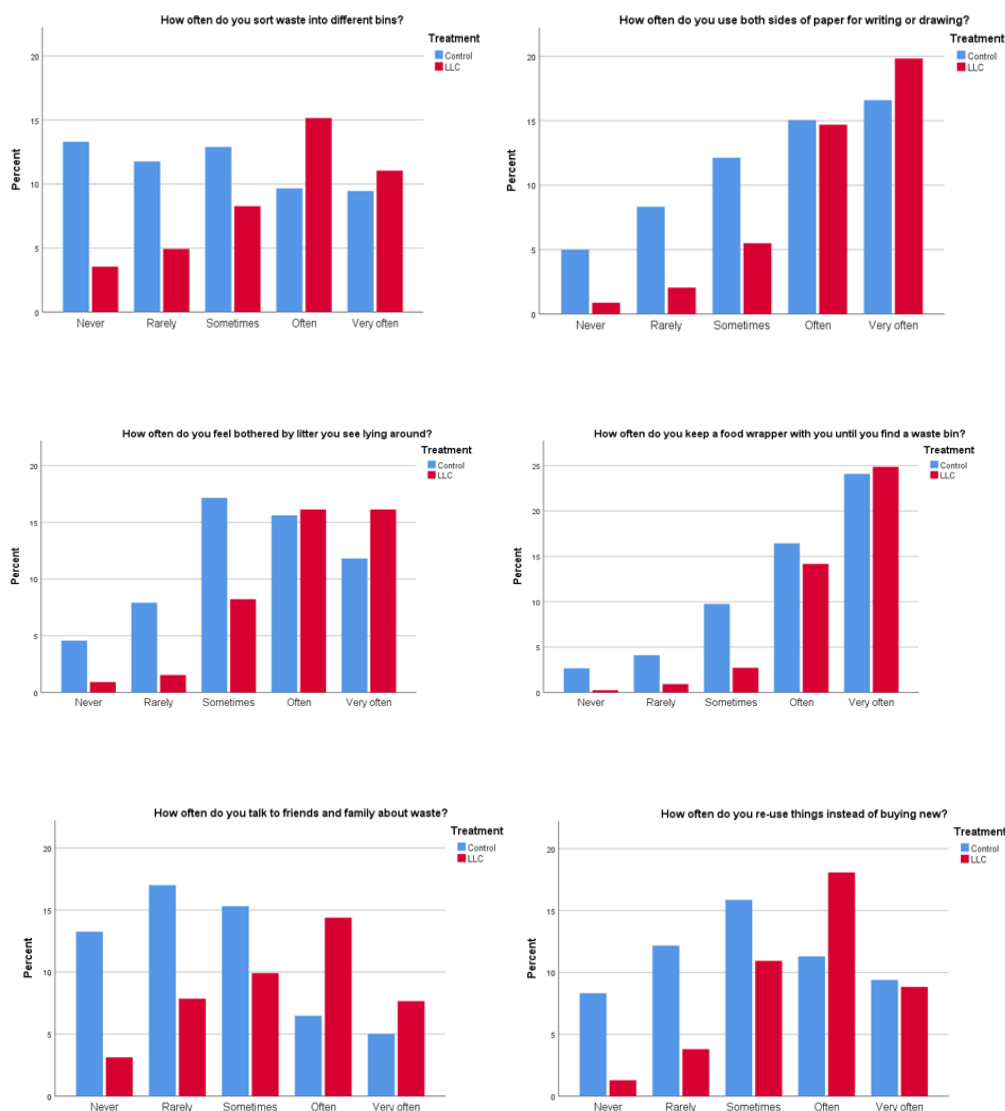 How often do you sort waste into different bins?
Treatment
Control
LLC
20
15
10
5
0
Percent
Never Rarely Sometimes Often Very often
How often do you use both sides of paper for writing or drawing?
Treatment
Control
LLC
20
15
10
5
0
Percent
Never Rarely Sometimes Often Very often
How often do you feel bothered by litter you see lying around?
Treatment
Control
LLC
20
15
10
5
0
Percent
Never Rarely Sometimes Often Very often
How often do you keep a food wrapper with you until you find a waste bin?
Treatment
Control
LLC
25
20
15
10
5
0
Percent
Never Rarely Sometimes Often Very often
How often do you talk to friends and family about waste?
Treatment
Control
LLC
20
15
10
5
0
Percent
Never Rarely Sometimes Often Very often
How often do you re-use things instead of buying new?
Treatment
Control
LLC
20
15
10
5
0
Percent
Never Rarely Sometimes Often Very often